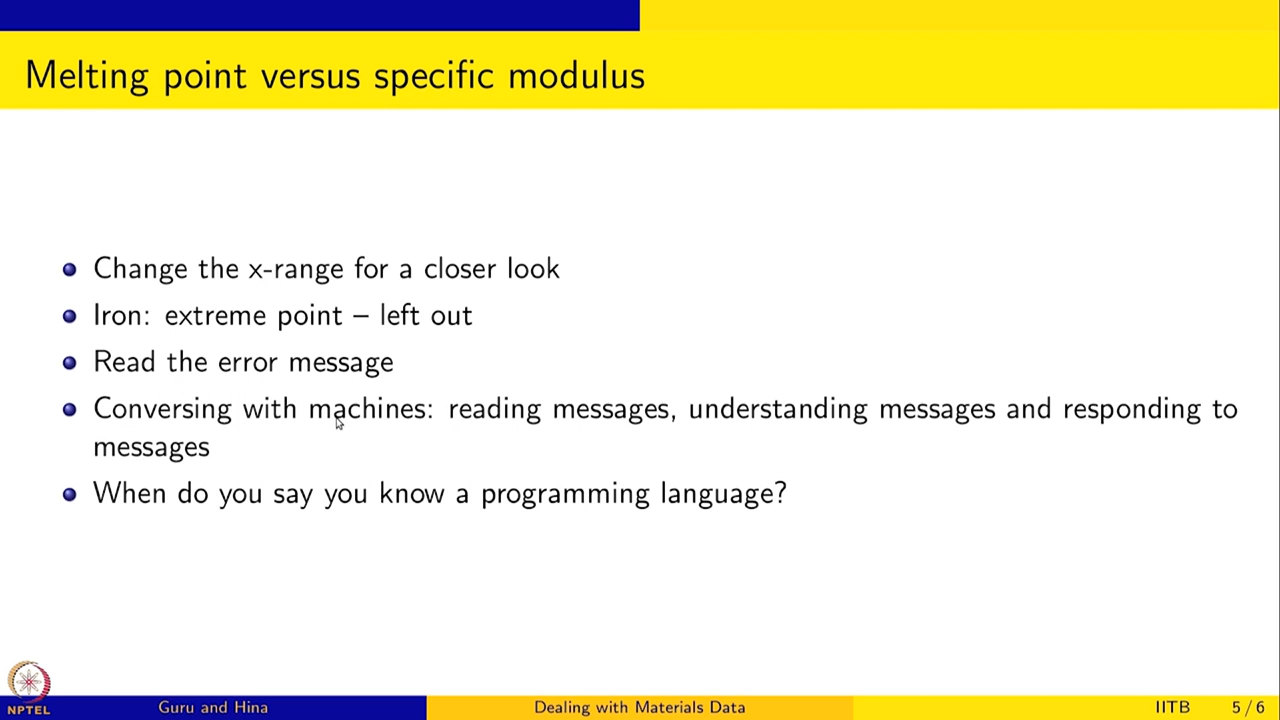 Melting point versus specific modulus
Change the x-range for a closer look
Iron: extreme point – left out
Read the error message
Conversing with machines: reading messages, understanding messages and responding to
messages
When do you say you know a programming language?
NPTEL
Guru and Hina
Dealing with Materials Data
IITB
5 / 6